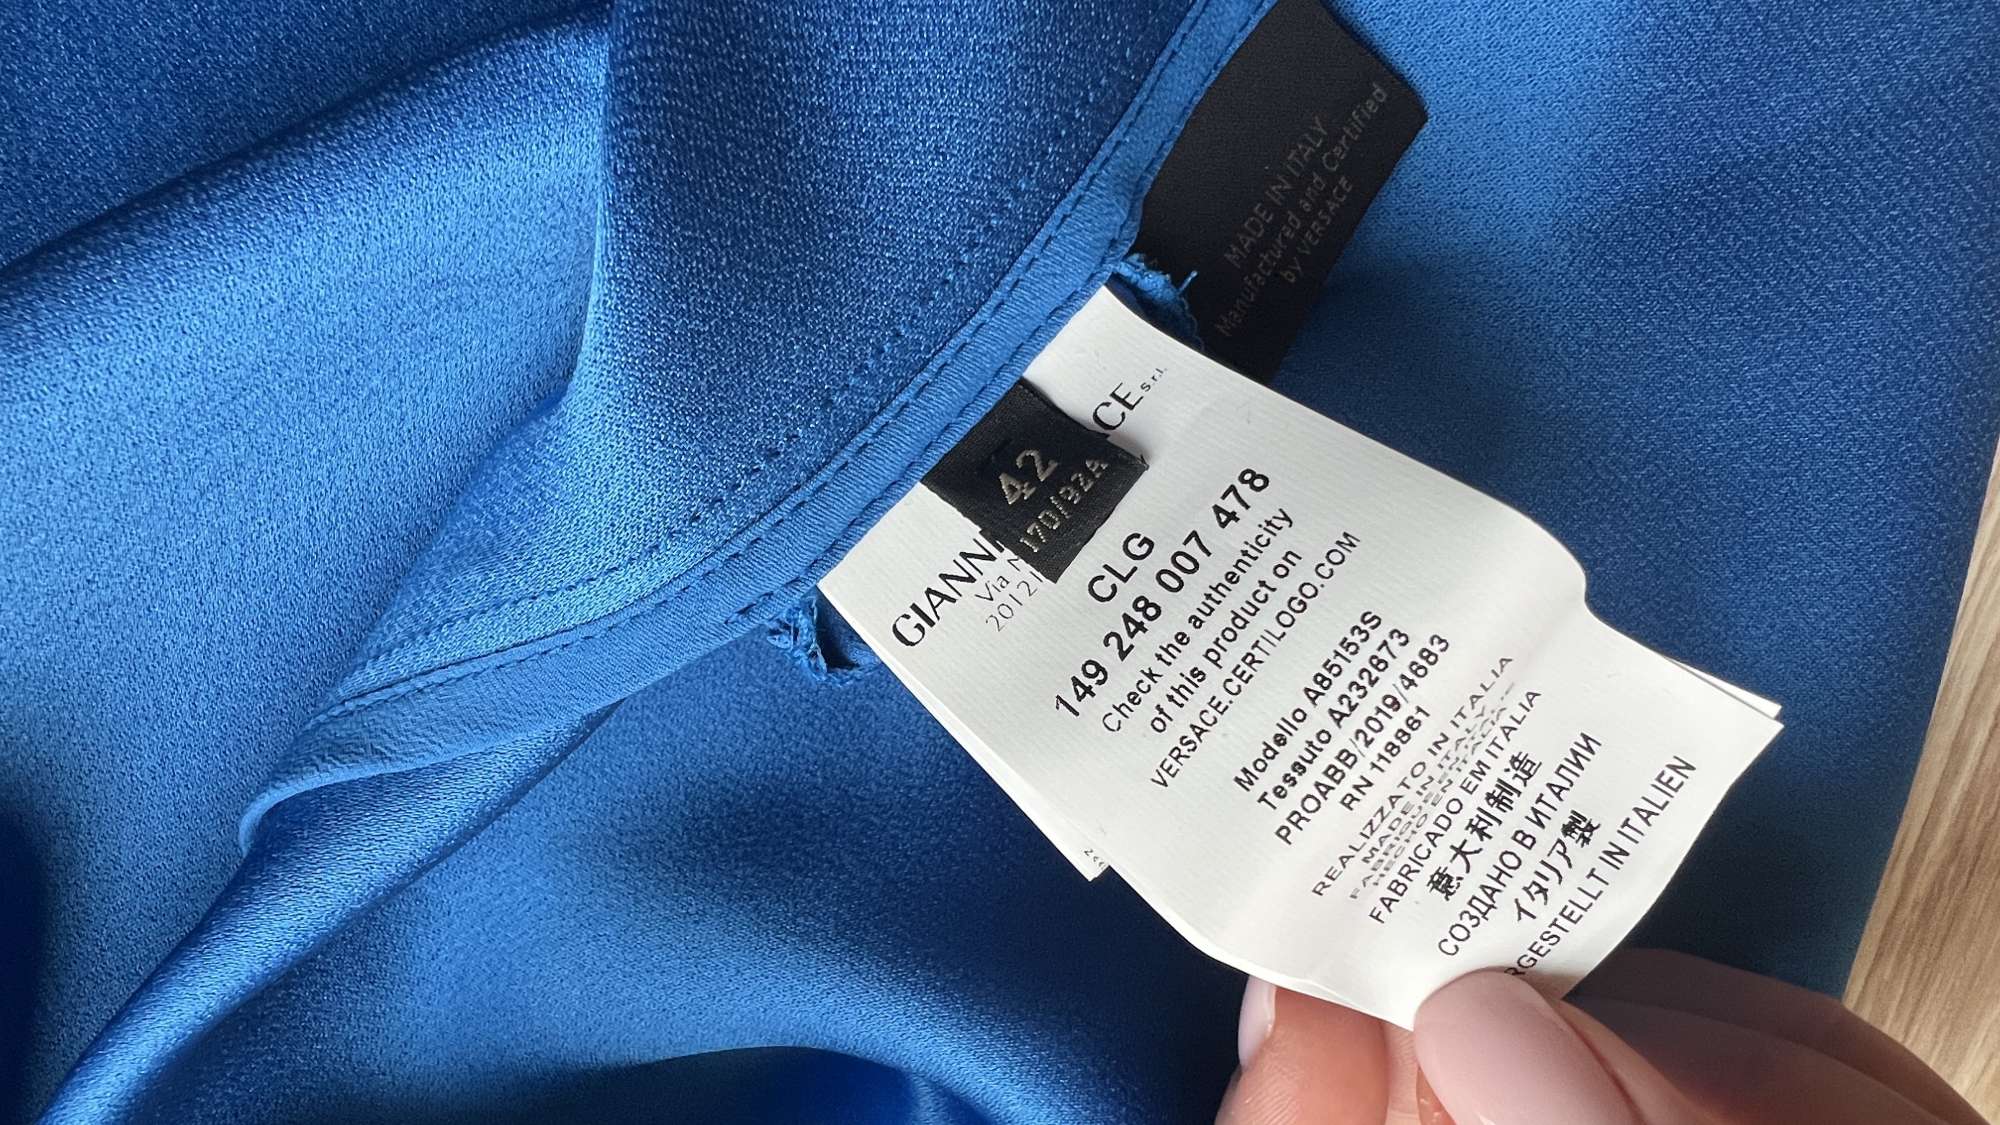 MADE IN ITALY
Manufactured and Certified
by VERSACE
42
170/92A
CE s.r.l.
GIANN
Via
2012
CLG
149 248 007 478
Check the authenticity
of this product on
VERSACE.CERTILOGO.COM
Modello A85153S
Tessuto A232673
PROABB/2019/4683
RN 118861
REALIZZATO IN ITALIA
MADE IN ITALY
FABRICADO EM ITALIA
意大利制造
СОЗДАНО В ИТАЛИИ
イタリア製
RGESTELLT IN ITALIEN